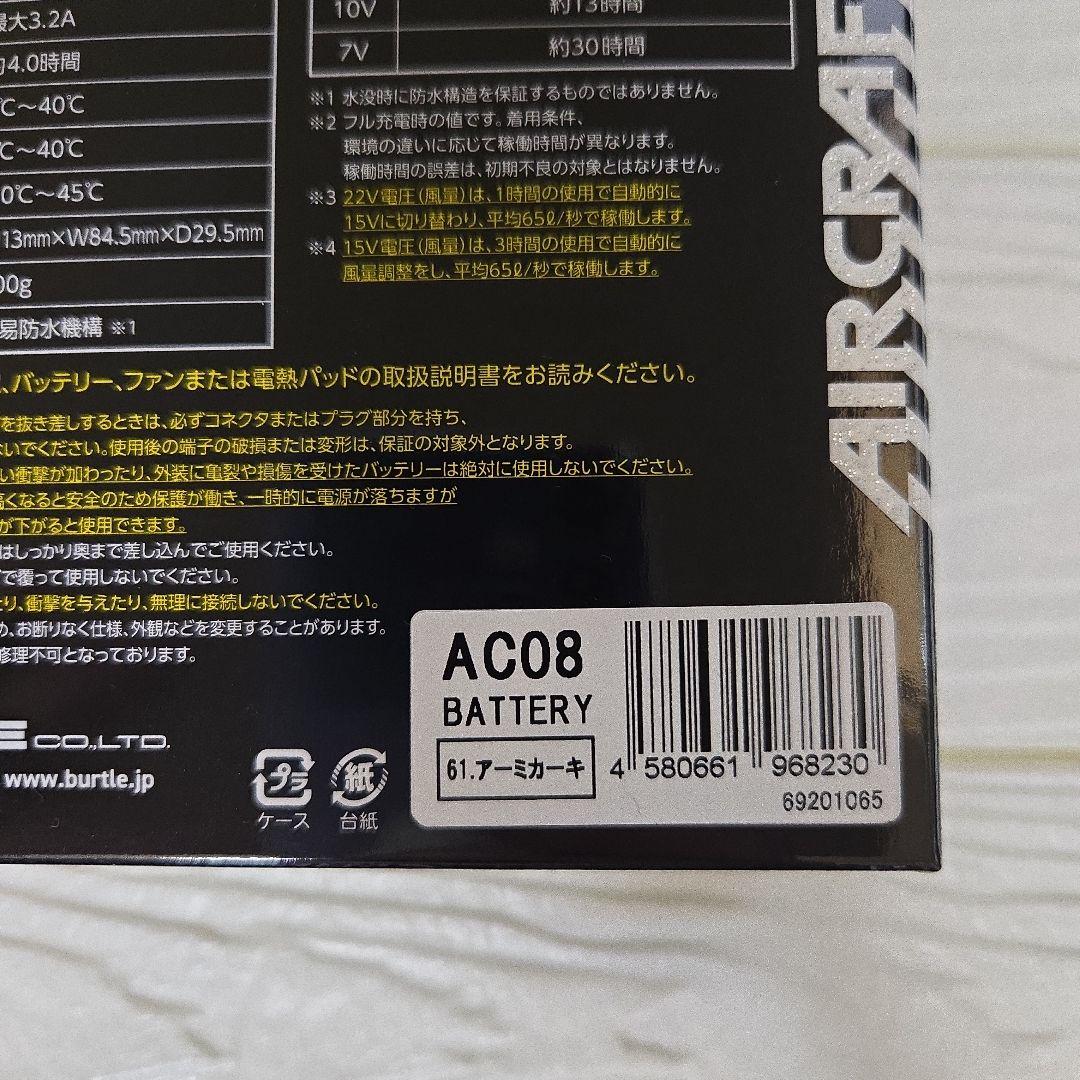 最大3.2A
約4.0時間
℃～40℃
℃～40℃
0℃～45℃
13mm×W84.5mm×D29.5mm
00g
易防水機構 ※1
10V 約13時間
7V 約30時間
※1 水没時に防水構造を保証するものではありません。
※2 フル充電時の値です。着用条件、
環境の違いに応じて稼働時間が異なります。
稼働時間の誤差は、初期不良の対象とはなりません。
※3 22V電圧(風量)は、1時間の使用で自動的に
15Vに切り替わり、平均65ℓ/秒で稼働します。
※4 15V電圧(風量)は、3時間の使用で自動的に
風量調整をし、平均65ℓ/秒で稼働します。
、バッテリー、ファンまたは電熱パッドの取扱説明書をお読みください。
を抜き差しするときは、必ずコネクタまたはプラグ部分を持ち、
ないでください。使用後の端子の破損または変形は、保証の対象外となります。
い衝撃が加わったり、外装に亀裂や損傷を受けたバッテリーは絶対に使用しないでください。
高くなると安全のため保護が働き、一時的に電源が落ちますが
が下がると使用できます。
はしっかり奥まで差し込んでご使用ください。
で覆って使用しないでください。
たり、衝撃を与えたり、無理に接続しないでください。
め、お断りなく仕様、外観などを変更することがあります。
修理不可となっております。
E CO.,LTD.
www.burtle.jp
プラ
ケース
紙
台紙
AC08
BATTERY
61.アーミカーキ
4 580661 968230
69201065
AIRCRAF